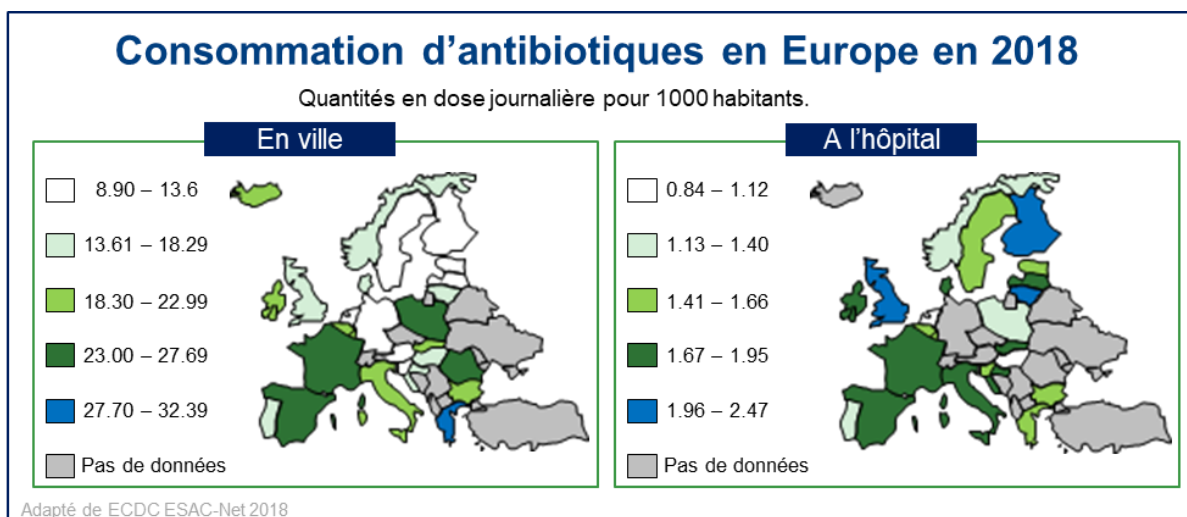 Consommation d’antibiotiques en Europe en 2018
Quantités en dose journalière pour 1000 habitants.
En ville
8.90 – 13.6
13.61 – 18.29
18.30 – 22.99
23.00 – 27.69
27.70 – 32.39
Pas de données
A l’hôpital
0.84 – 1.12
1.13 – 1.40
1.41 – 1.66
1.67 – 1.95
1.96 – 2.47
Pas de données
Adapté de ECDC ESAC-Net 2018